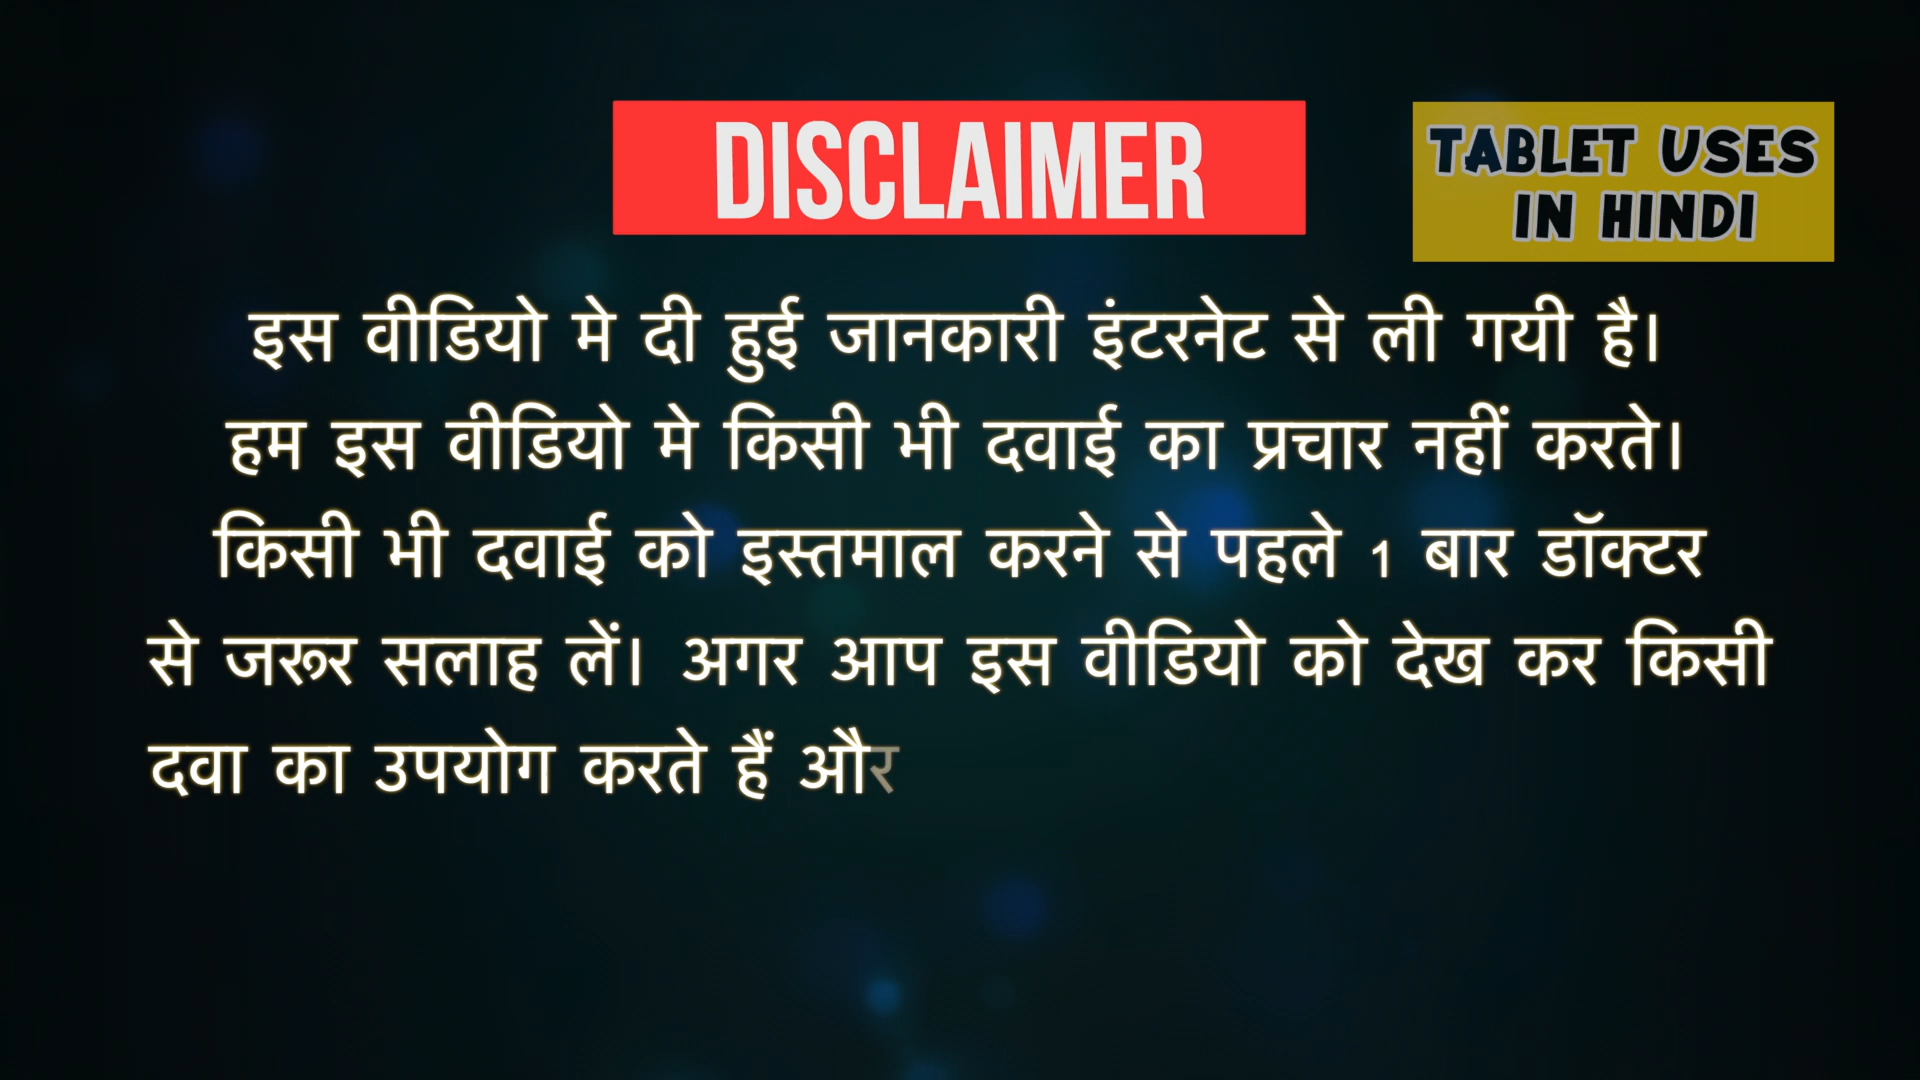 DISCLAIMER
TABLET USES
IN HINDI
इस वीडियो मे दी हुई जानकारी इंटरनेट से ली गयी है।
हम इस वीडियो मे किसी भी दवाई का प्रचार नहीं करते।
किसी भी दवाई को इस्तमाल करने से पहले 1 बार डॉक्टर
से जरूर सलाह लें। अगर आप इस वीडियो को देख कर किसी
दवा का उपयोग करते हैं और